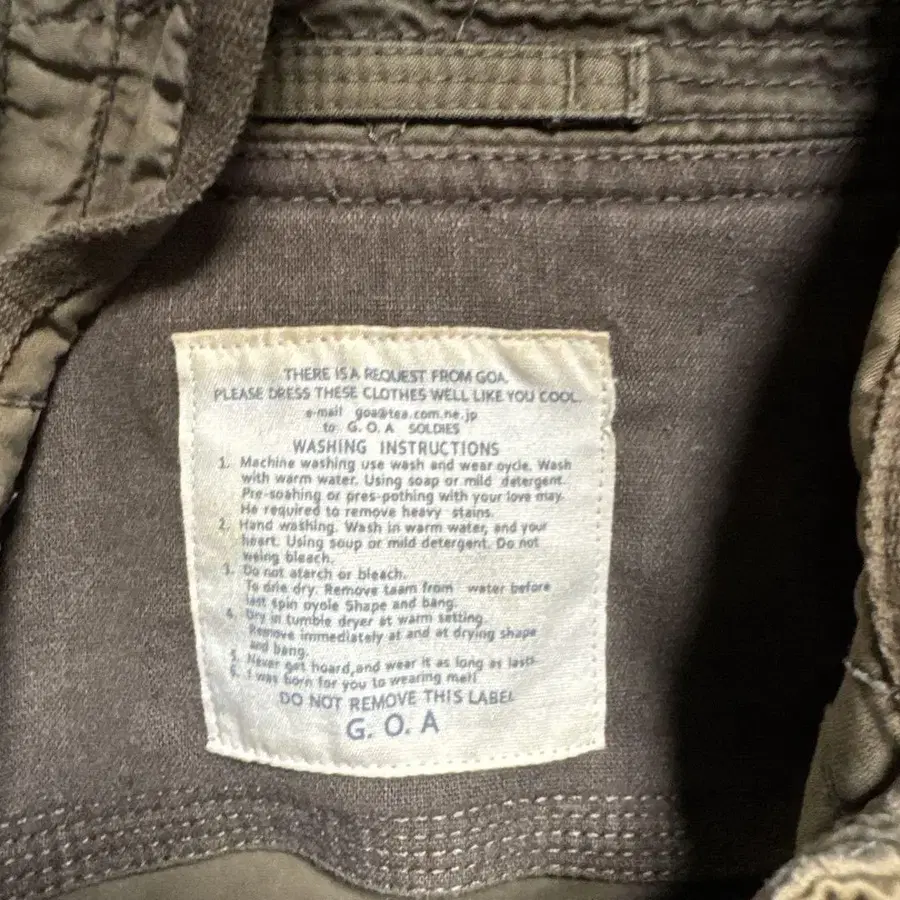 THERE IS A REQUEST FROM GOA.
PLEASE DRESS THESE CLOTHES WELL LIKE YOU COOL.
e-mail goa@tea.com.ne.jp
to G. O. A SOLDIES
WASHING INSTRUCTIONS
1. Machine washing use wash and wear oycle. Wash
with warm water. Using soap or mild detergent.
Pre-soahing or pres-pothing with your love may.
He required to remove heavy stains.
2. Hand washing. Wash in warm water, and your
heart. Using soup or mild detergent. Do not
weing bleach.
3. Do not atarch or bleach.
To drie dry. Remove taam from water before
last spin oyole Shape and bang.
4. Dry in tumble dryer at warm setting.
Remove immediately at and at drying shape
and bang.
5. Never get hoard, and wear it as long as last.
6. I was born for you to wearing me!!
DO NOT REMOVE THIS LABEL
G. O. A